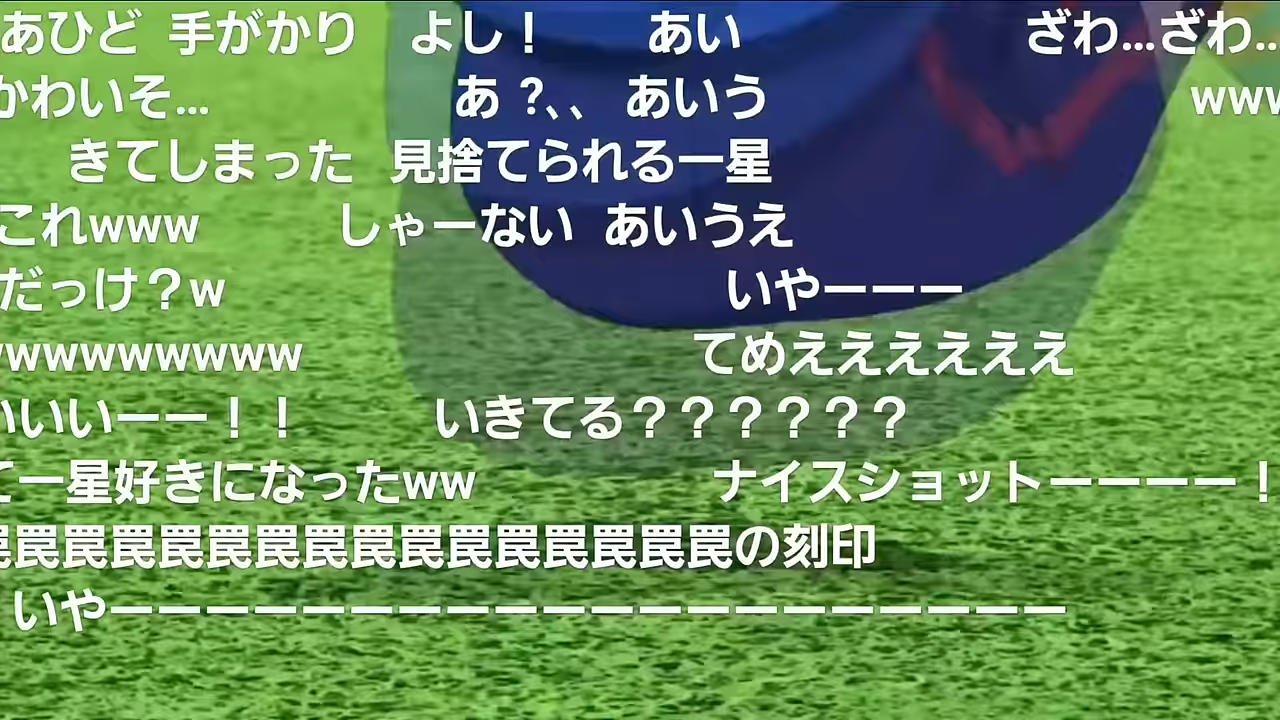 あひど 手がかり よし！ あい ざわ…ざわ…
かわいそ… あ ?、、 あいう www
きてしまった 見捨てられる一星
これwww しゃーない あいうえ
だっけ？w いやーーー
wwwwwwwww てめええええええ
いいいーー！！ いきてる？？？？？？
て一星好きになったww ナイスショットーーーー！
罠罠罠罠罠罠罠罠罠罠罠罠罠罠罠罠の刻印
いやーーーーーーーーーーーーーーーーーーーー